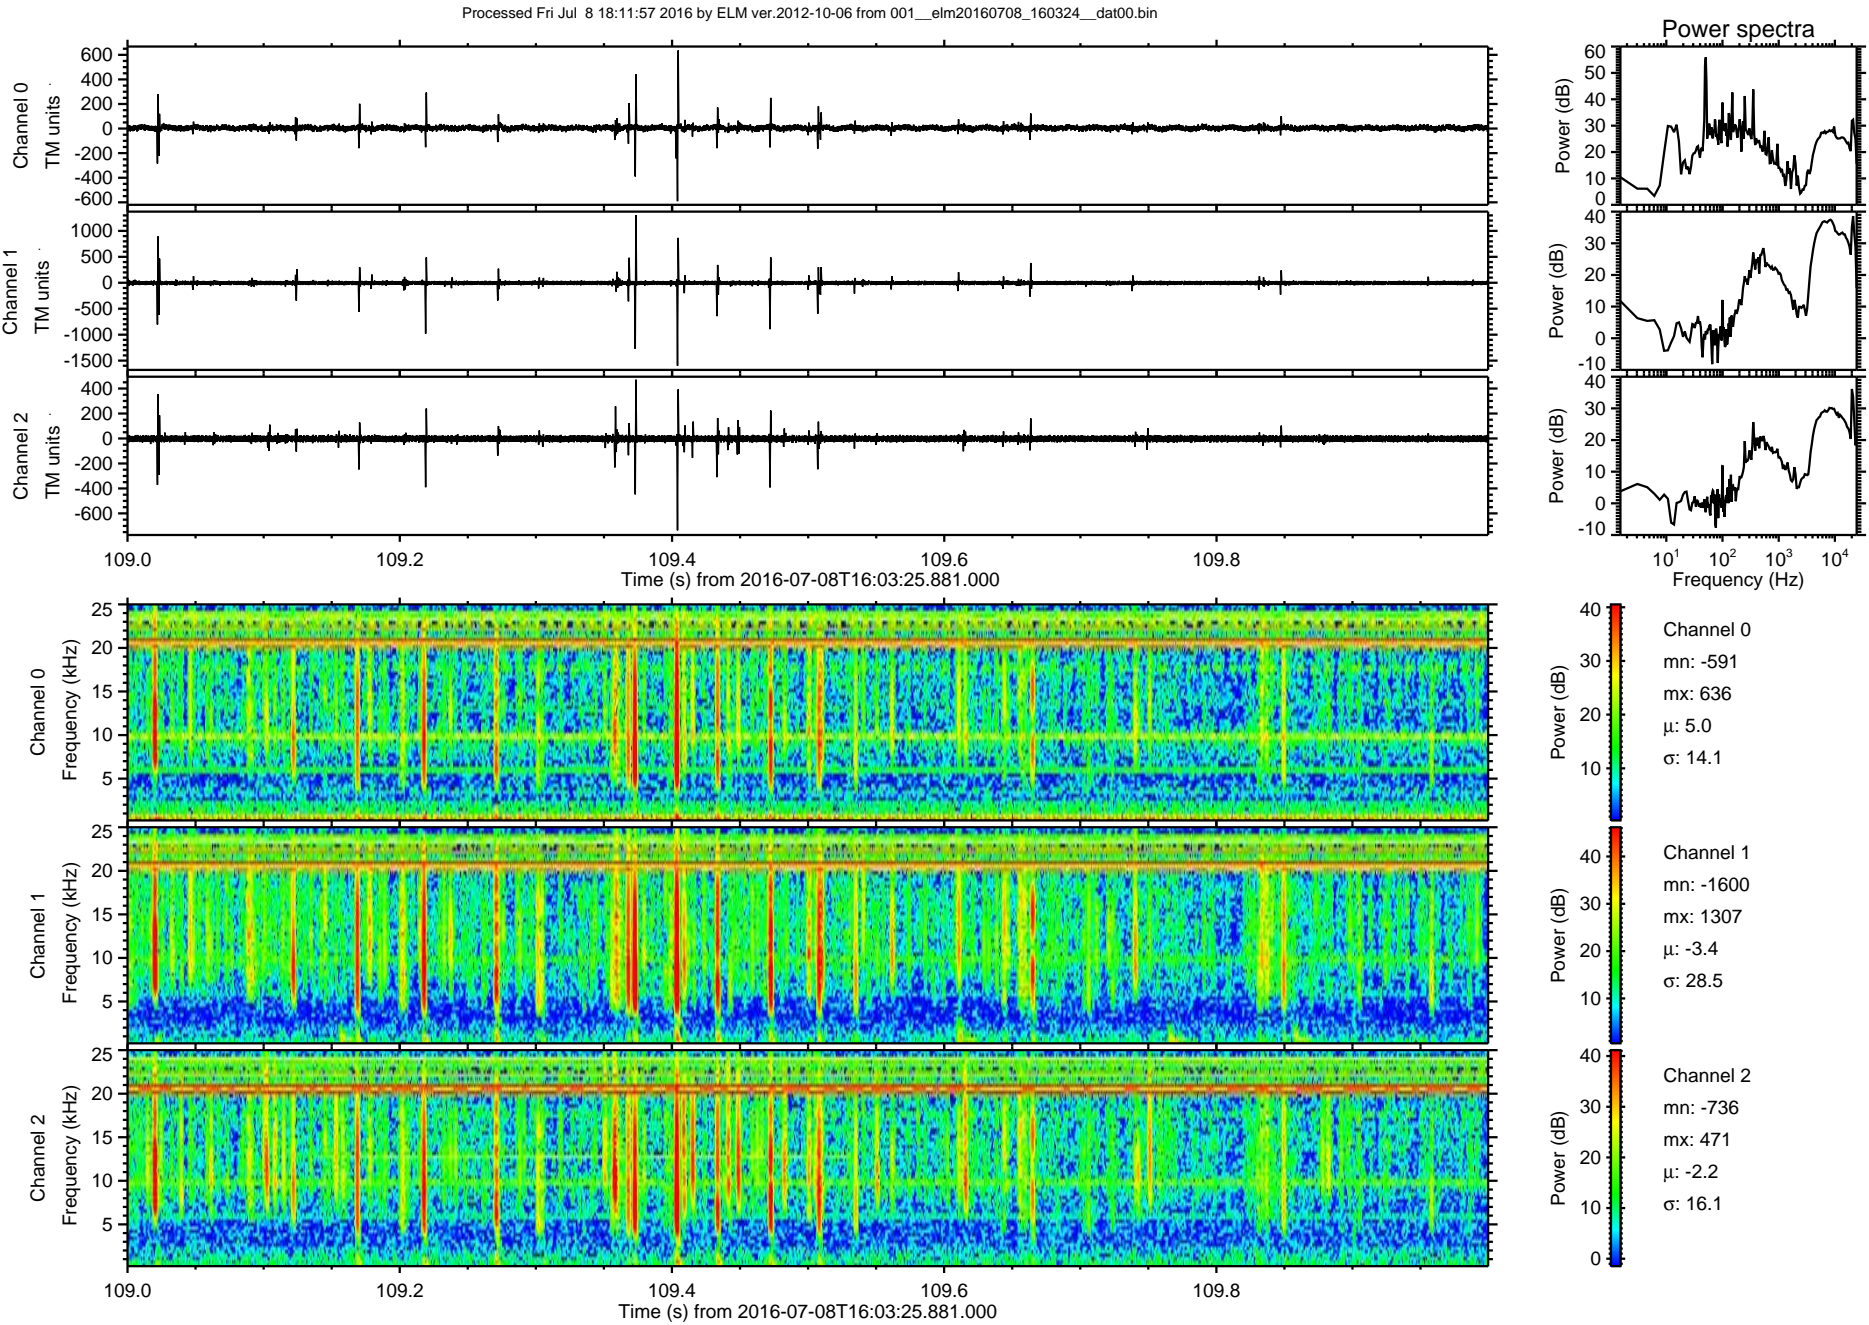 Processed Fri Jul  8 18:11:57 2016 by ELM ver.2012-10-06 from 001__elm20160708_160324__dat00.bin
Power spectra
Channel 0
TM units
600
400
200
0
-200
-400
-600
Power (dB)
60
50
40
30
20
10
0
Channel 1
TM units
1000
500
0
-500
-1000
-1500
Power (dB)
40
30
20
10
0
-10
Channel 2
TM units
400
200
0
-200
-400
-600
Power (dB)
40
30
20
10
0
-10
109.0 109.2 109.4 109.6 109.8
Time (s) from 2016-07-08T16:03:25.881.000
10¹ 10² 10³ 10⁴
Frequency (Hz)
Channel 0
Frequency (kHz)
25
20
15
10
5
Power (dB)
40
30
20
10
Channel 0
mn: -591
mx: 636
μ: 5.0
σ: 14.1
Channel 1
Frequency (kHz)
25
20
15
10
5
Power (dB)
40
30
20
10
Channel 1
mn: -1600
mx: 1307
μ: -3.4
σ: 28.5
Channel 2
Frequency (kHz)
25
20
15
10
5
Power (dB)
40
30
20
10
0
Channel 2
mn: -736
mx: 471
μ: -2.2
σ: 16.1
109.0 109.2 109.4 109.6 109.8
Time (s) from 2016-07-08T16:03:25.881.000